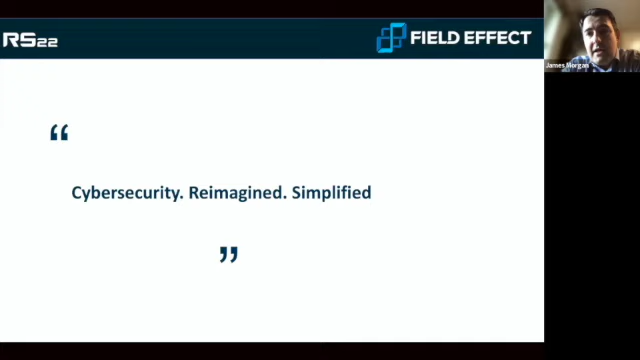 RS22
FIELD EFFECT
James Morgan
“
Cybersecurity. Reimagined. Simplified
”